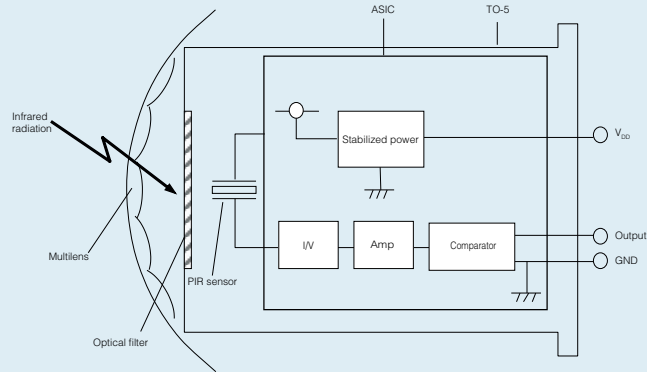 ASIC
TO-5
Infrared
radiation
Stabilized power
V_DD
I/V
Amp
Comparator
Output
GND
Multilens
PIR sensor
Optical filter